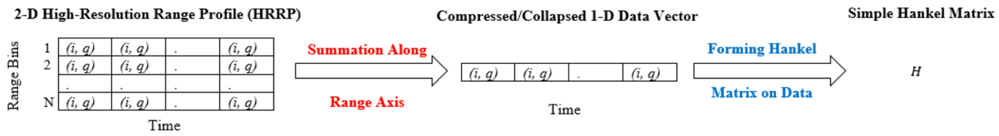 2-D High-Resolution Range Profile (HRRP)
Compressed/Collapsed 1-D Data Vector
Simple Hankel Matrix
Range Bins
1 (i, q) (i, q) . (i, q)
2 (i, q) (i, q) . (i, q)
. . . .
N (i, q) (i, q) . (i, q)
Time
Summation Along
Range Axis
(i, q) (i, q) . (i, q)
Time
Forming Hankel
Matrix on Data
H